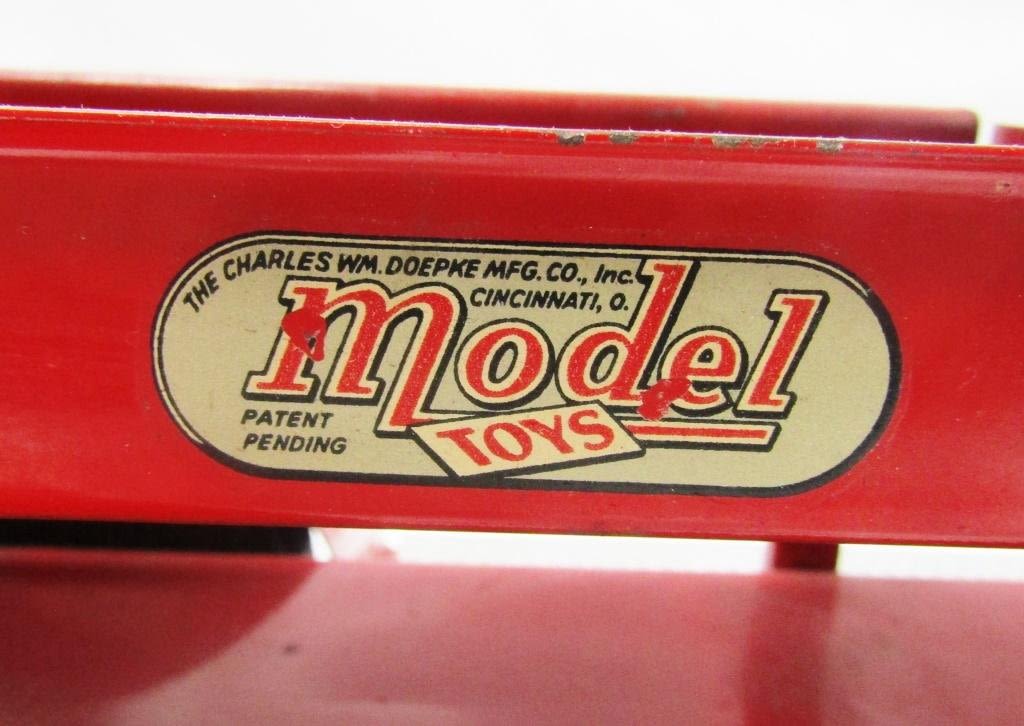 THE CHARLES WM. DOEPKE MFG. CO., Inc.
CINCINNATI, O.
Model
TOYS
PATENT
PENDING